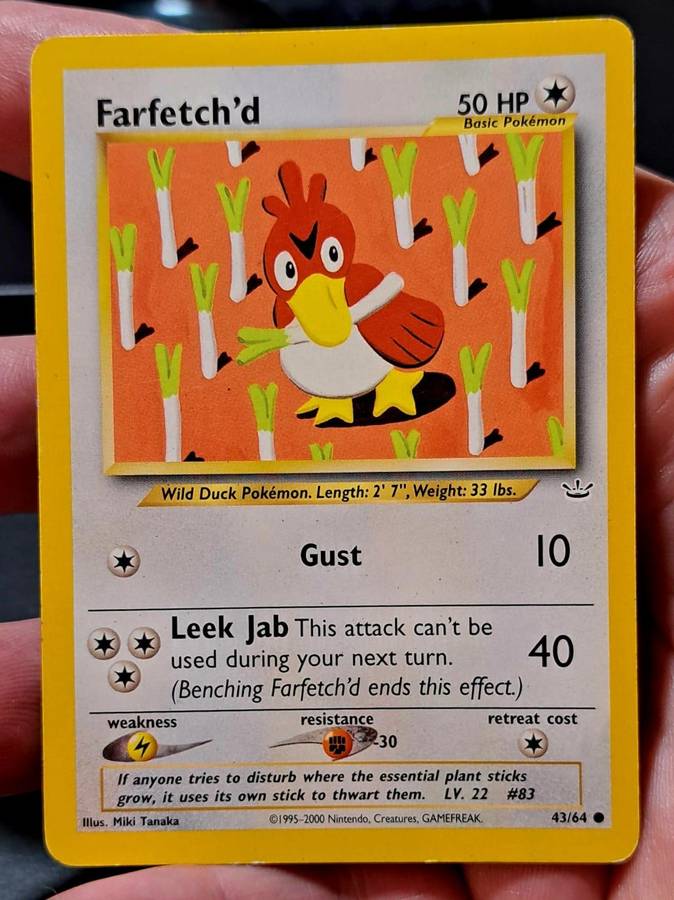 Farfetch'd
50 HP
Basic Pokémon
Wild Duck Pokémon. Length: 2' 7", Weight: 33 lbs.
Gust 10
Leek Jab This attack can't be
used during your next turn.
(Benching Farfetch'd ends this effect.)
40
weakness
resistance
retreat cost
-30
If anyone tries to disturb where the essential plant sticks
grow, it uses its own stick to thwart them. LV. 22 #83
Illus. Miki Tanaka
©1995-2000 Nintendo, Creatures, GAMEFREAK.
43/64